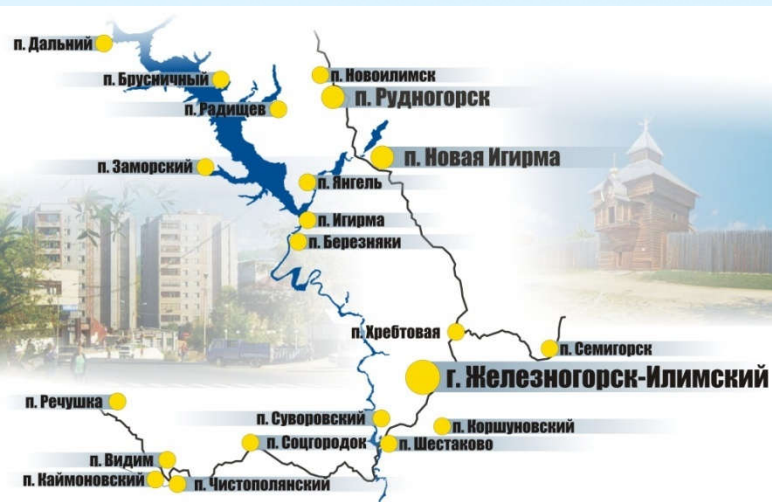 п. Дальний
п. Брусничный
п. Новоилимск
п. Рудногорск
п. Радищев
п. Новая Игирма
п. Заморский
п. Янгель
п. Игирма
п. Березняки
п. Хребтовая
п. Семигорск
г. Железногорск-Илимский
п. Речушка
п. Суворовский
п. Коршуновский
п. Соцгородок
п. Шестаково
п. Видим
п. Каймоновский
п. Чистополянский